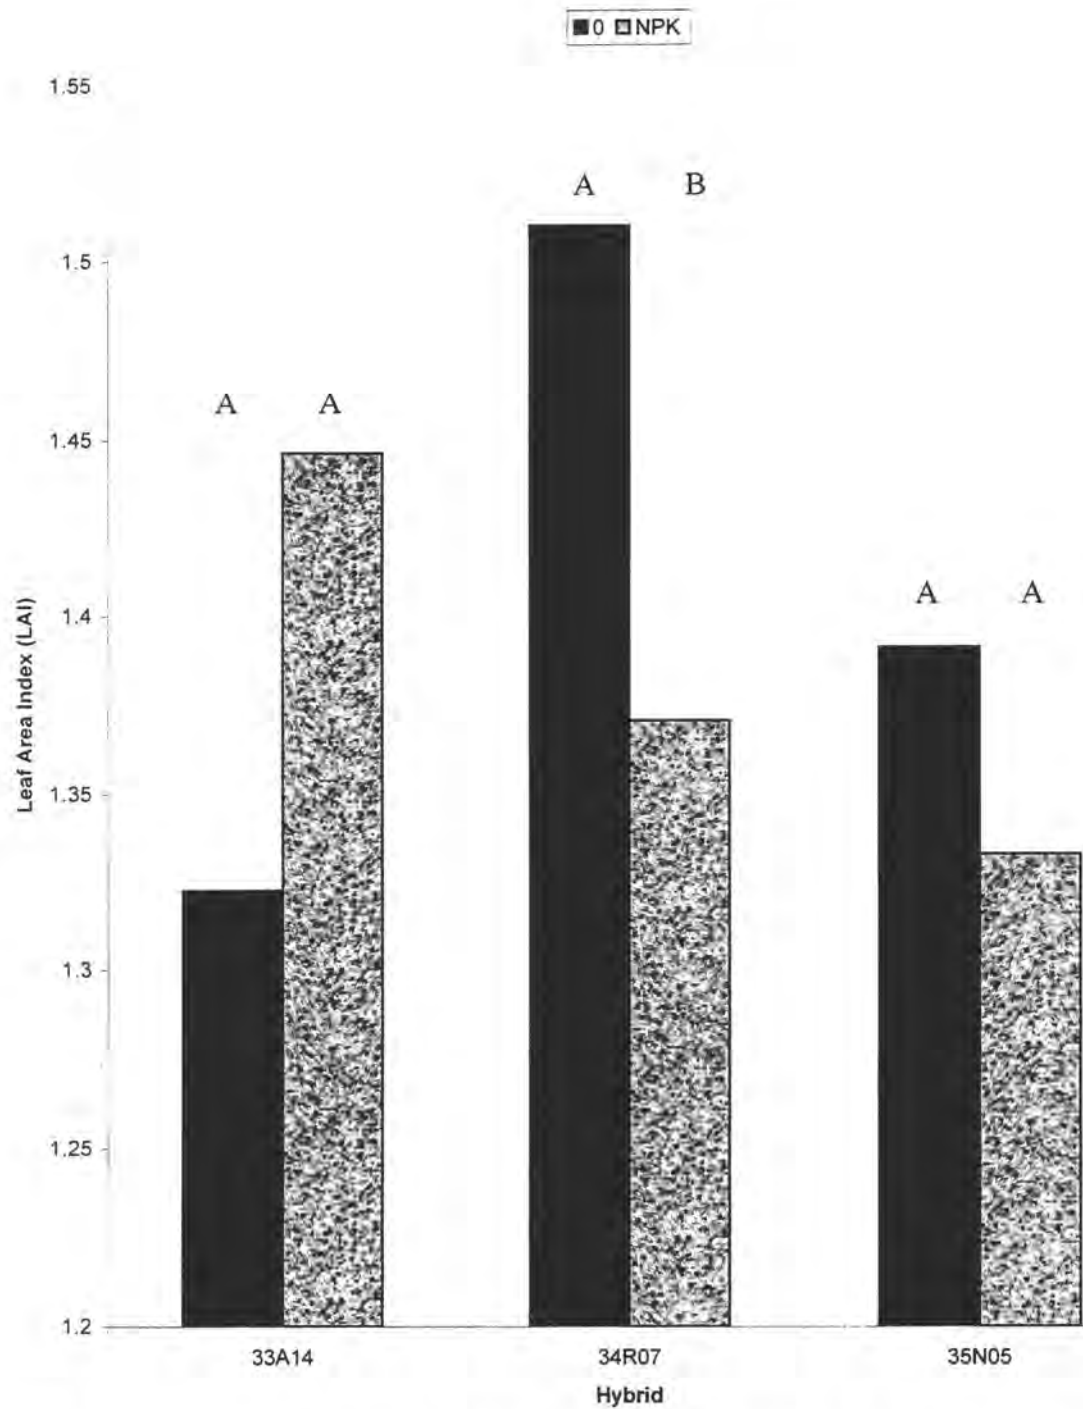 0 NPK
1.55
A B
1.5
A A
1.45
A A
1.4
1.35
1.3
1.25
1.2
Leaf Area Index (LAI)
33A14 34R07 35N05
Hybrid